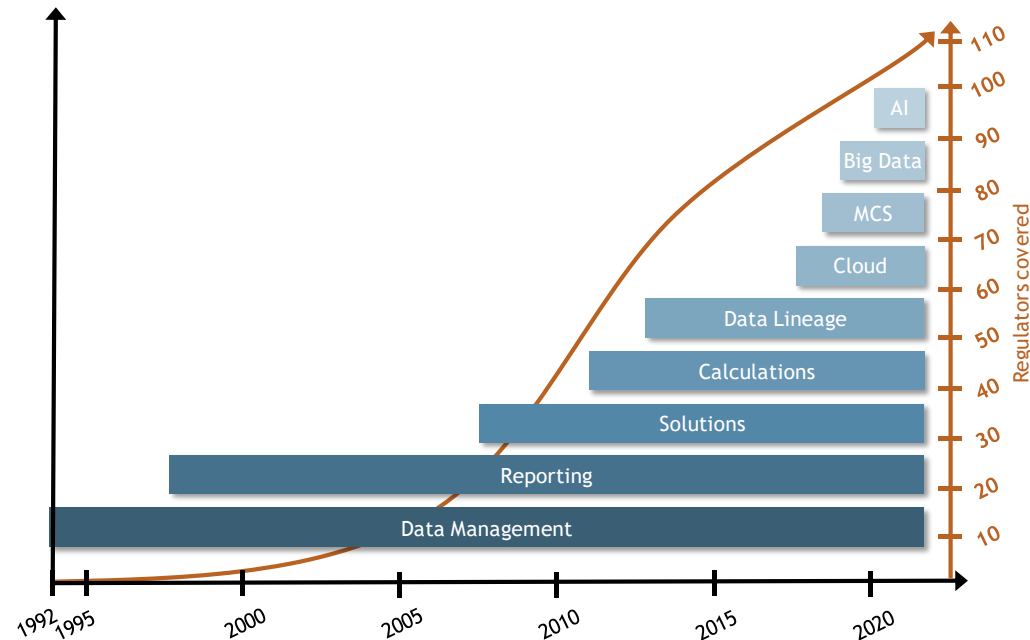 110
100
AI
90
Big Data
80
MCS
70
Cloud
60
Regulators covered
Data Lineage
50
Calculations
40
Solutions
30
Reporting
20
Data Management
10
1992
1995
2000
2005
2010
2015
2020